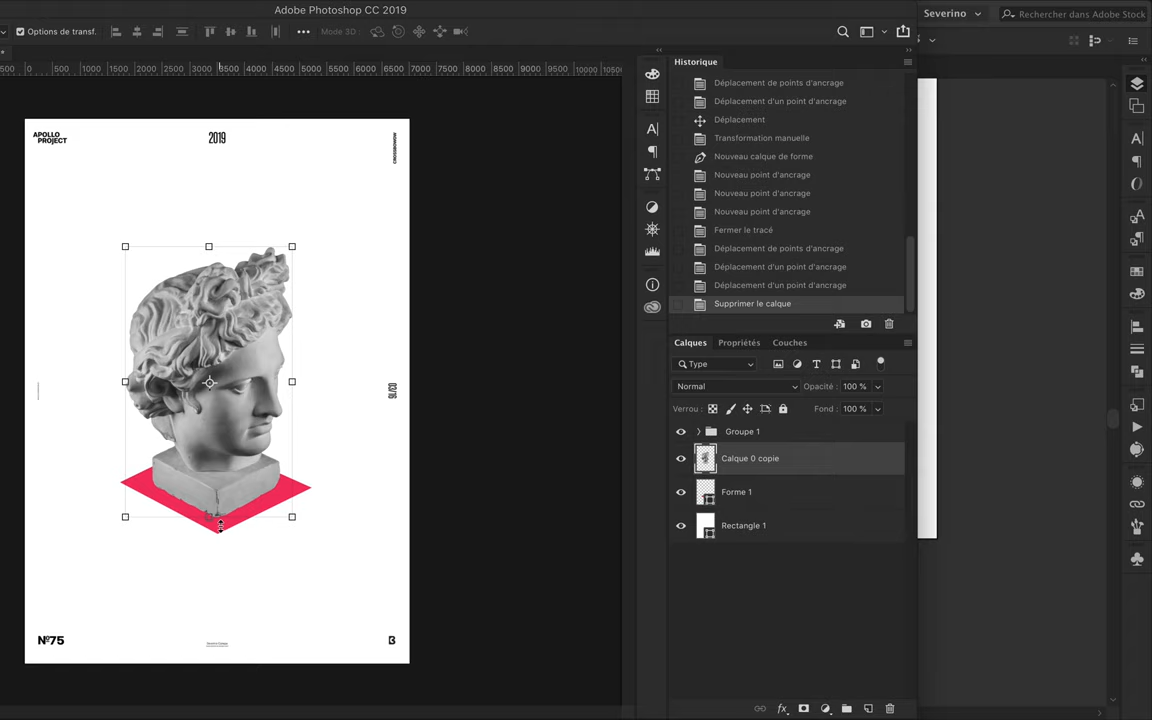 Adobe Photoshop CC 2019
Severino
Rechercher dans Adobe Stock
Options de transf.
Mode 3D :
0 500 1000 1500 2000 2500 3000 3500 4000 4500 5000 5500 6000 6500 7000 7500 8000 8500 9000 9500 10000 1050
Historique
Déplacement de points d'ancrage
Déplacement d'un point d'ancrage
Déplacement
Transformation manuelle
Nouveau calque de forme
Nouveau point d'ancrage
Nouveau point d'ancrage
Nouveau point d'ancrage
Fermer le tracé
Déplacement de points d'ancrage
Déplacement d'un point d'ancrage
Déplacement d'un point d'ancrage
Supprimer le calque
Calques Propriétés Couches
Type
Normal Opacité : 100 %
Verrou : Fond : 100 %
Groupe 1
Calque 0 copie
Forme 1
Rectangle 1
fx
APOLLO
PROJECT
2019
03/16
Nº75